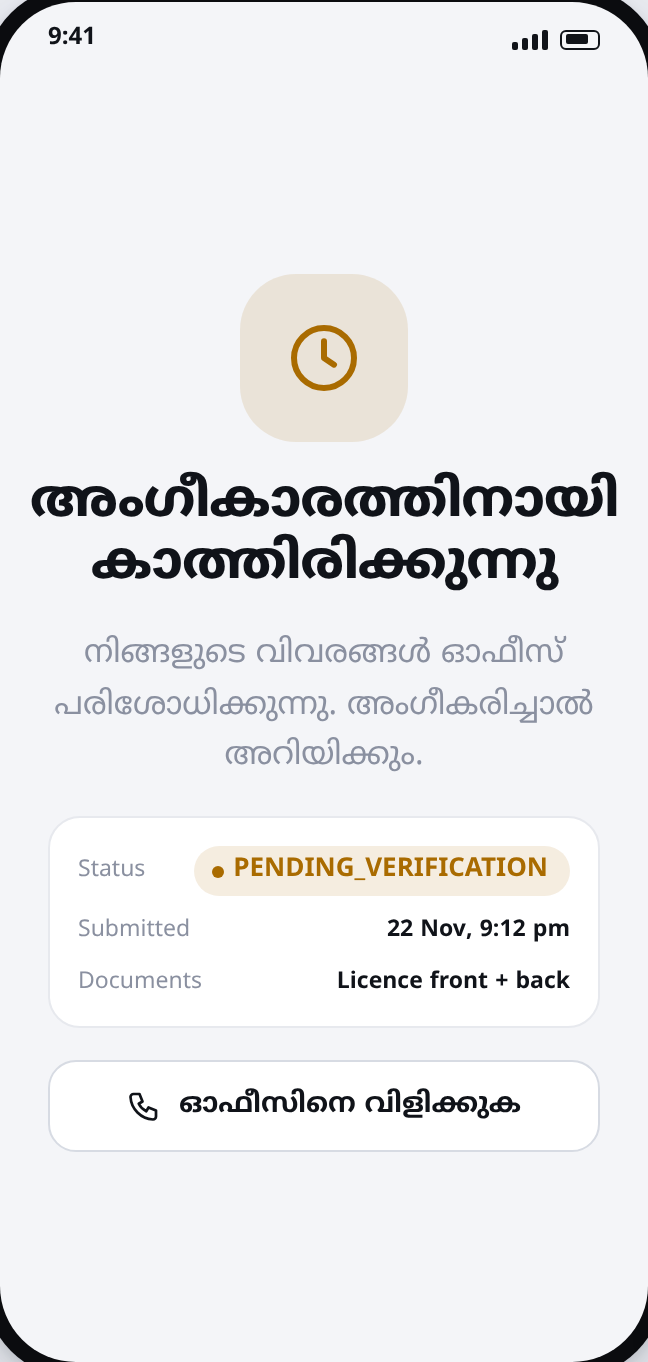 9:41
അംഗീകാരത്തിനായി
കാത്തിരിക്കുന്നു
നിങ്ങളുടെ വിവരങ്ങൾ ഓഫീസ്
പരിശോധിക്കുന്നു. അംഗീകരിച്ചാൽ
അറിയിക്കും.
Status PENDING_VERIFICATION
Submitted 22 Nov, 9:12 pm
Documents Licence front + back
ഓഫീസിനെ വിളിക്കുക